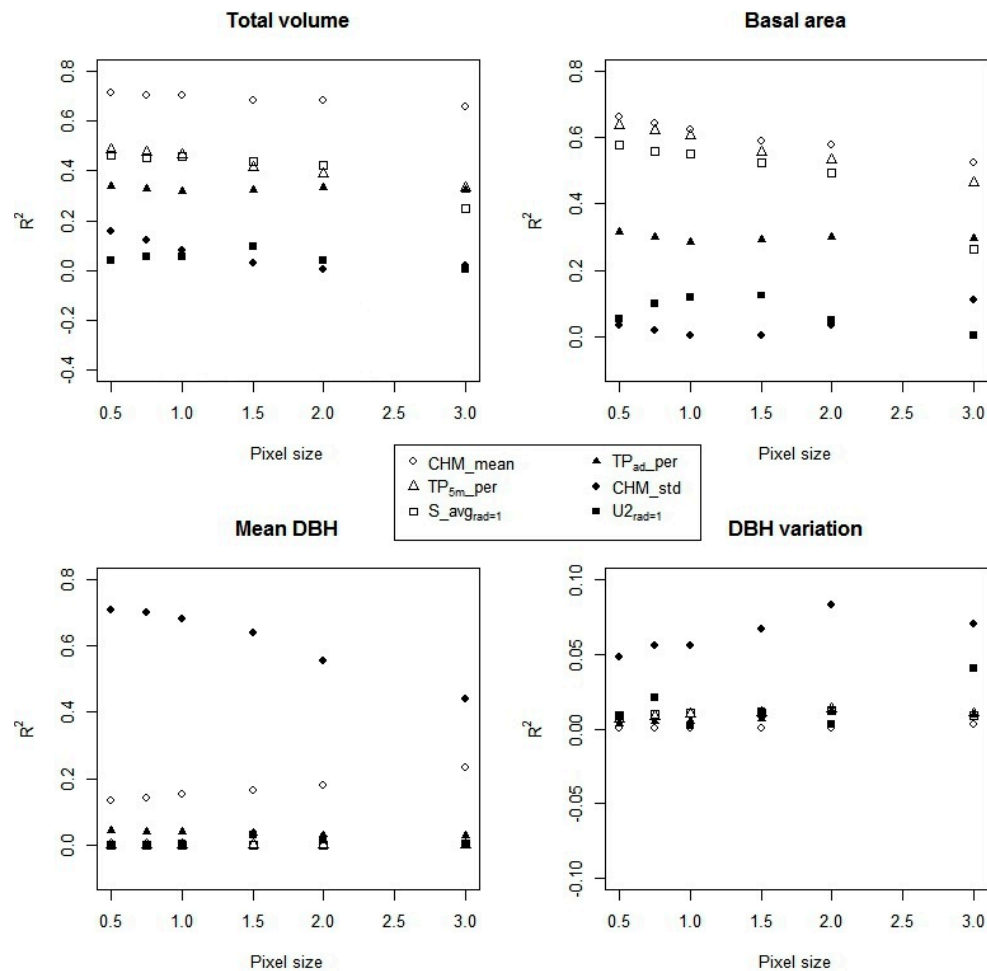 Total volume
Basal area
0.8
0.6
0.4
0.2
0.0
-0.2
-0.4
R²
0.5 1.0 1.5 2.0 2.5 3.0
Pixel size
0.8
0.6
0.4
0.2
0.0
R²
0.5 1.0 1.5 2.0 2.5 3.0
Pixel size
CHM_mean
TP5m_per
S_avgrad=1
TPad_per
CHM_std
U2rad=1
Mean DBH
DBH variation
0.8
0.6
0.4
0.2
0.0
R²
0.5 1.0 1.5 2.0 2.5 3.0
Pixel size
0.10
0.05
0.00
-0.05
-0.10
R²
0.5 1.0 1.5 2.0 2.5 3.0
Pixel size